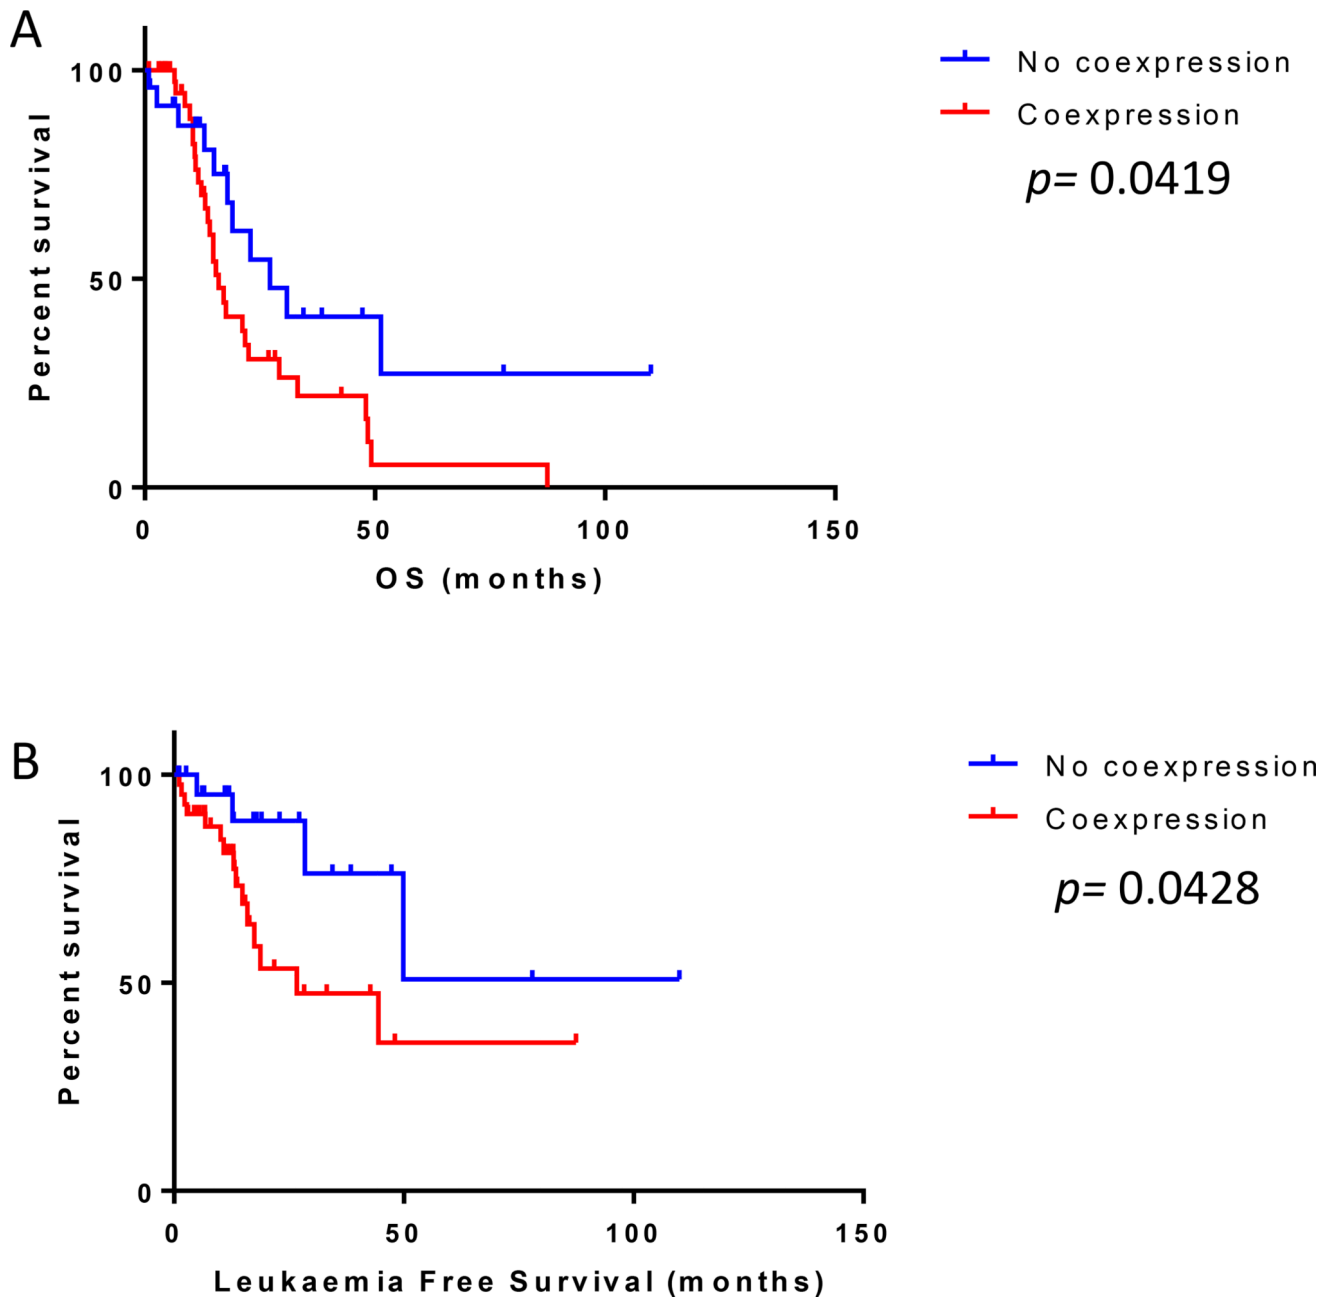 A
No coexpression
Coexpression
p= 0.0419
100
50
0
Percent survival
0 50 100 150
OS (months)
B
No coexpression
Coexpression
p= 0.0428
100
50
0
Percent survival
0 50 100 150
Leukaemia Free Survival (months)